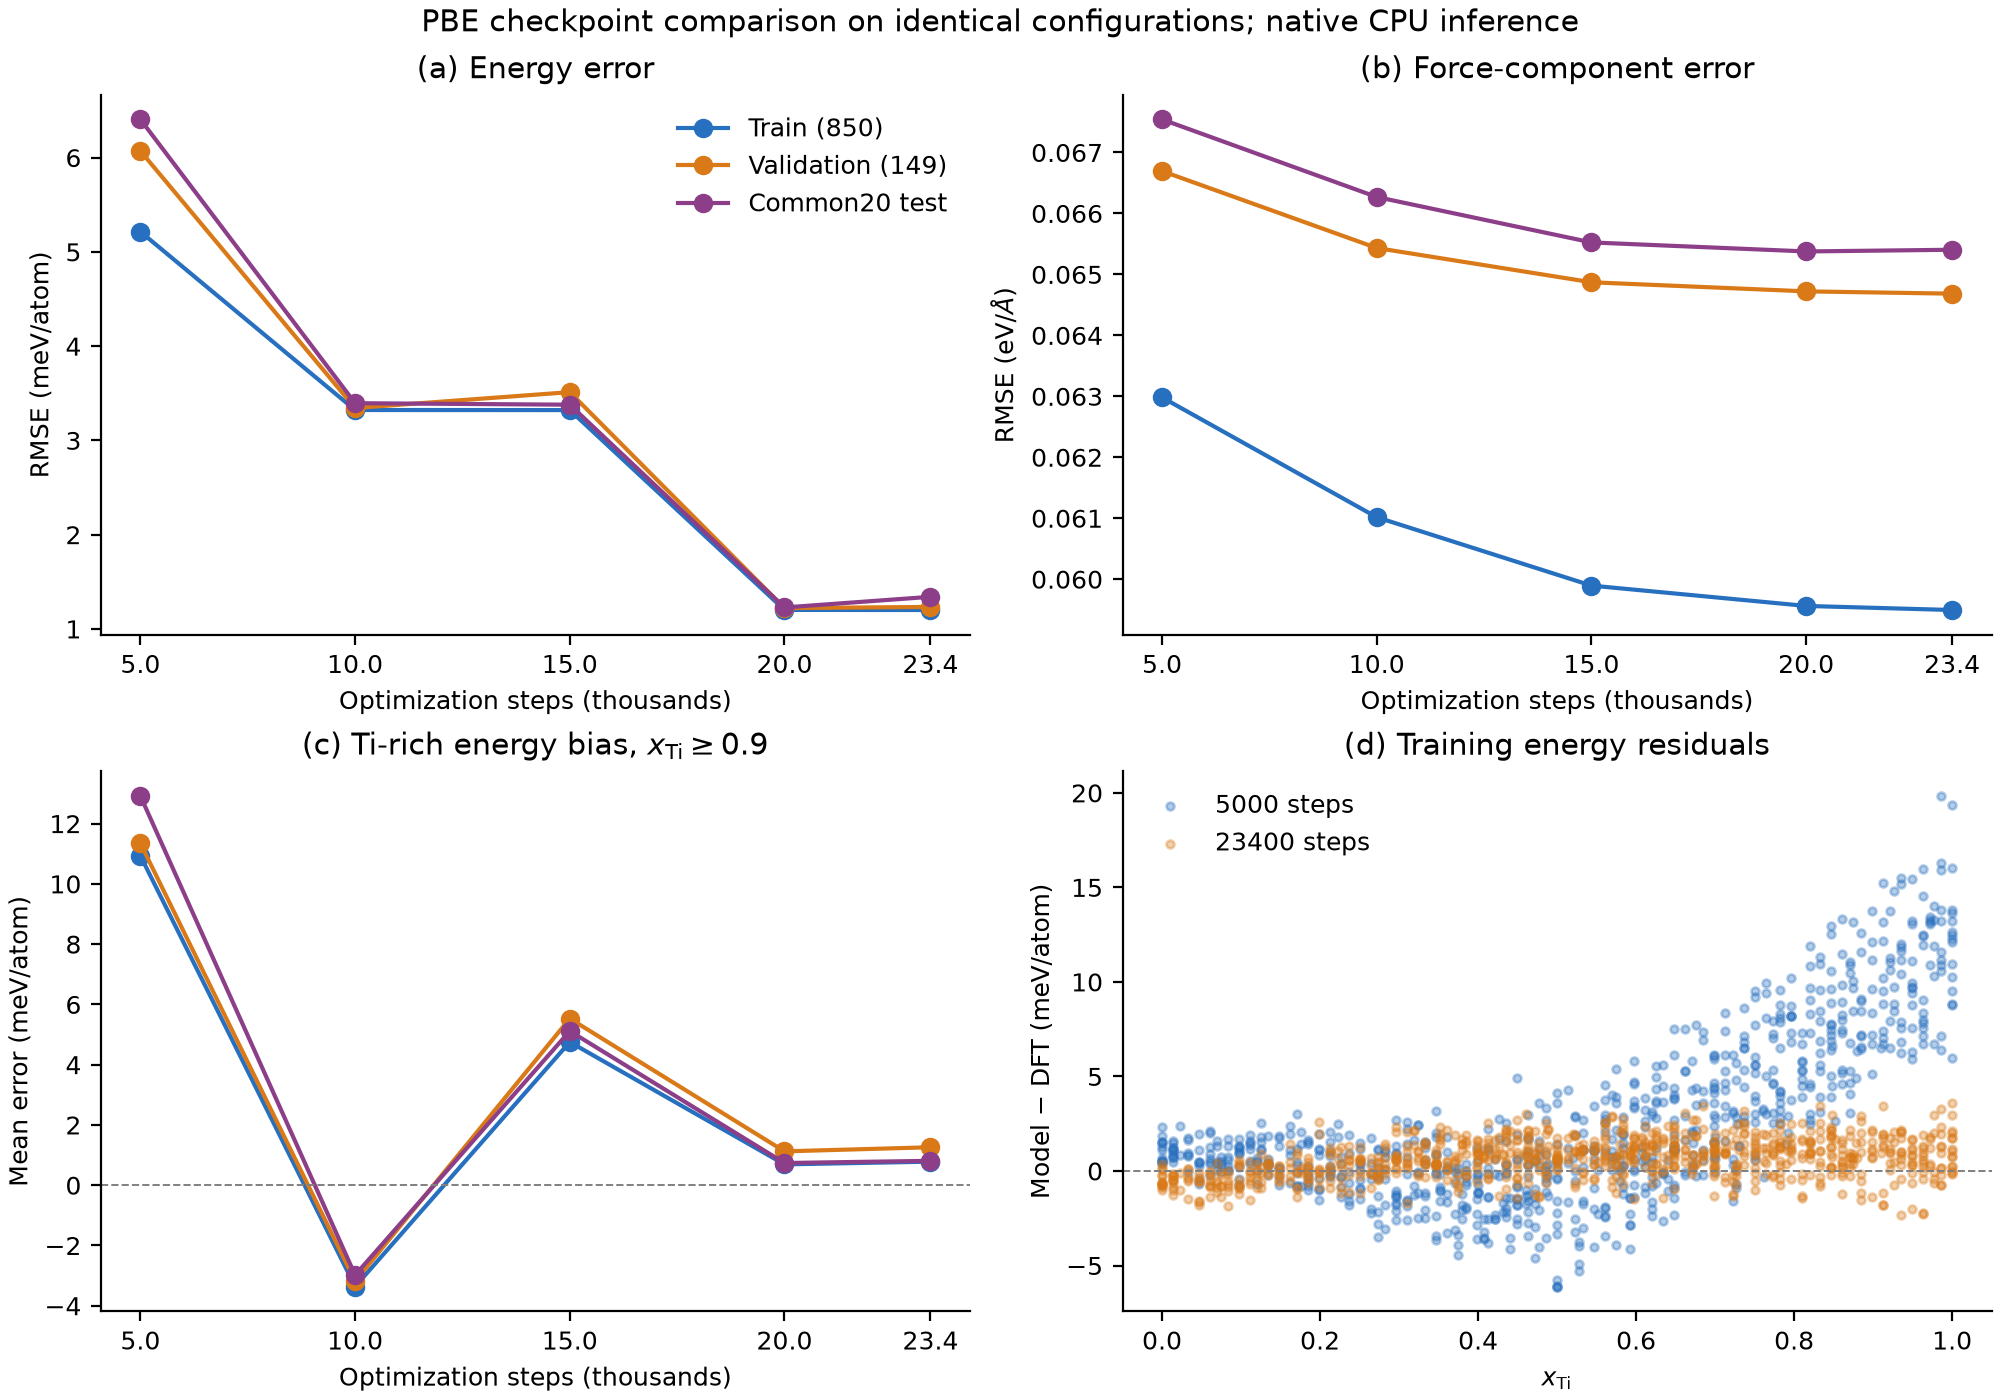 PBE checkpoint comparison on identical configurations; native CPU inference
(a) Energy error
RMSE (meV/atom)
6
5
4
3
2
1
Train (850)
Validation (149)
Common20 test
5.0 10.0 15.0 20.0 23.4
Optimization steps (thousands)
(b) Force-component error
RMSE (eV/Å)
0.067
0.066
0.065
0.064
0.063
0.062
0.061
0.060
5.0 10.0 15.0 20.0 23.4
Optimization steps (thousands)
(c) Ti-rich energy bias, x_Ti ≥ 0.9
Mean error (meV/atom)
12
10
8
6
4
2
0
−2
−4
5.0 10.0 15.0 20.0 23.4
Optimization steps (thousands)
(d) Training energy residuals
Model − DFT (meV/atom)
20
15
10
5
0
−5
5000 steps
23400 steps
0.0 0.2 0.4 0.6 0.8 1.0
x_Ti